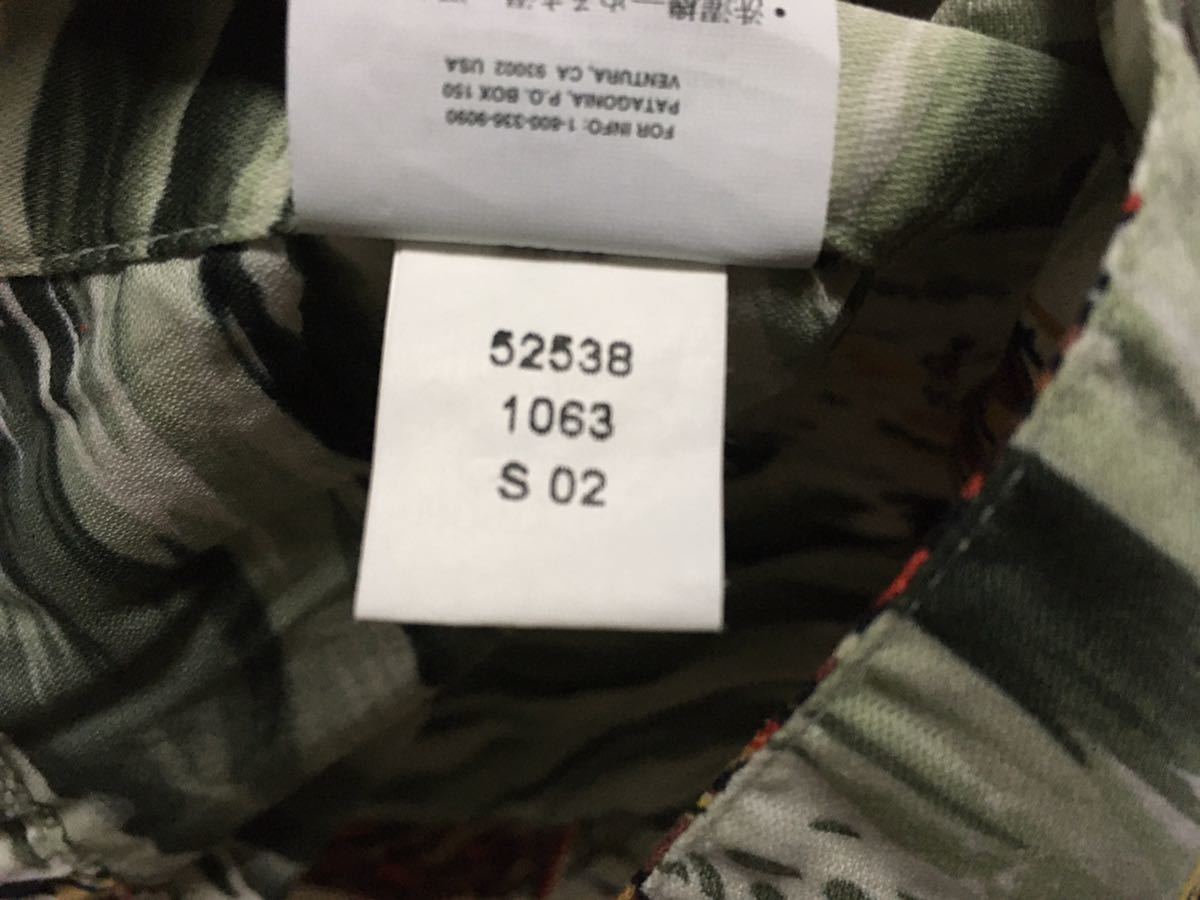 FOR INFO: 1-800-336-9090
PATAGONIA, P.O. BOX 150
VENTURA, CA 93002 USA
52538
1063
S 02